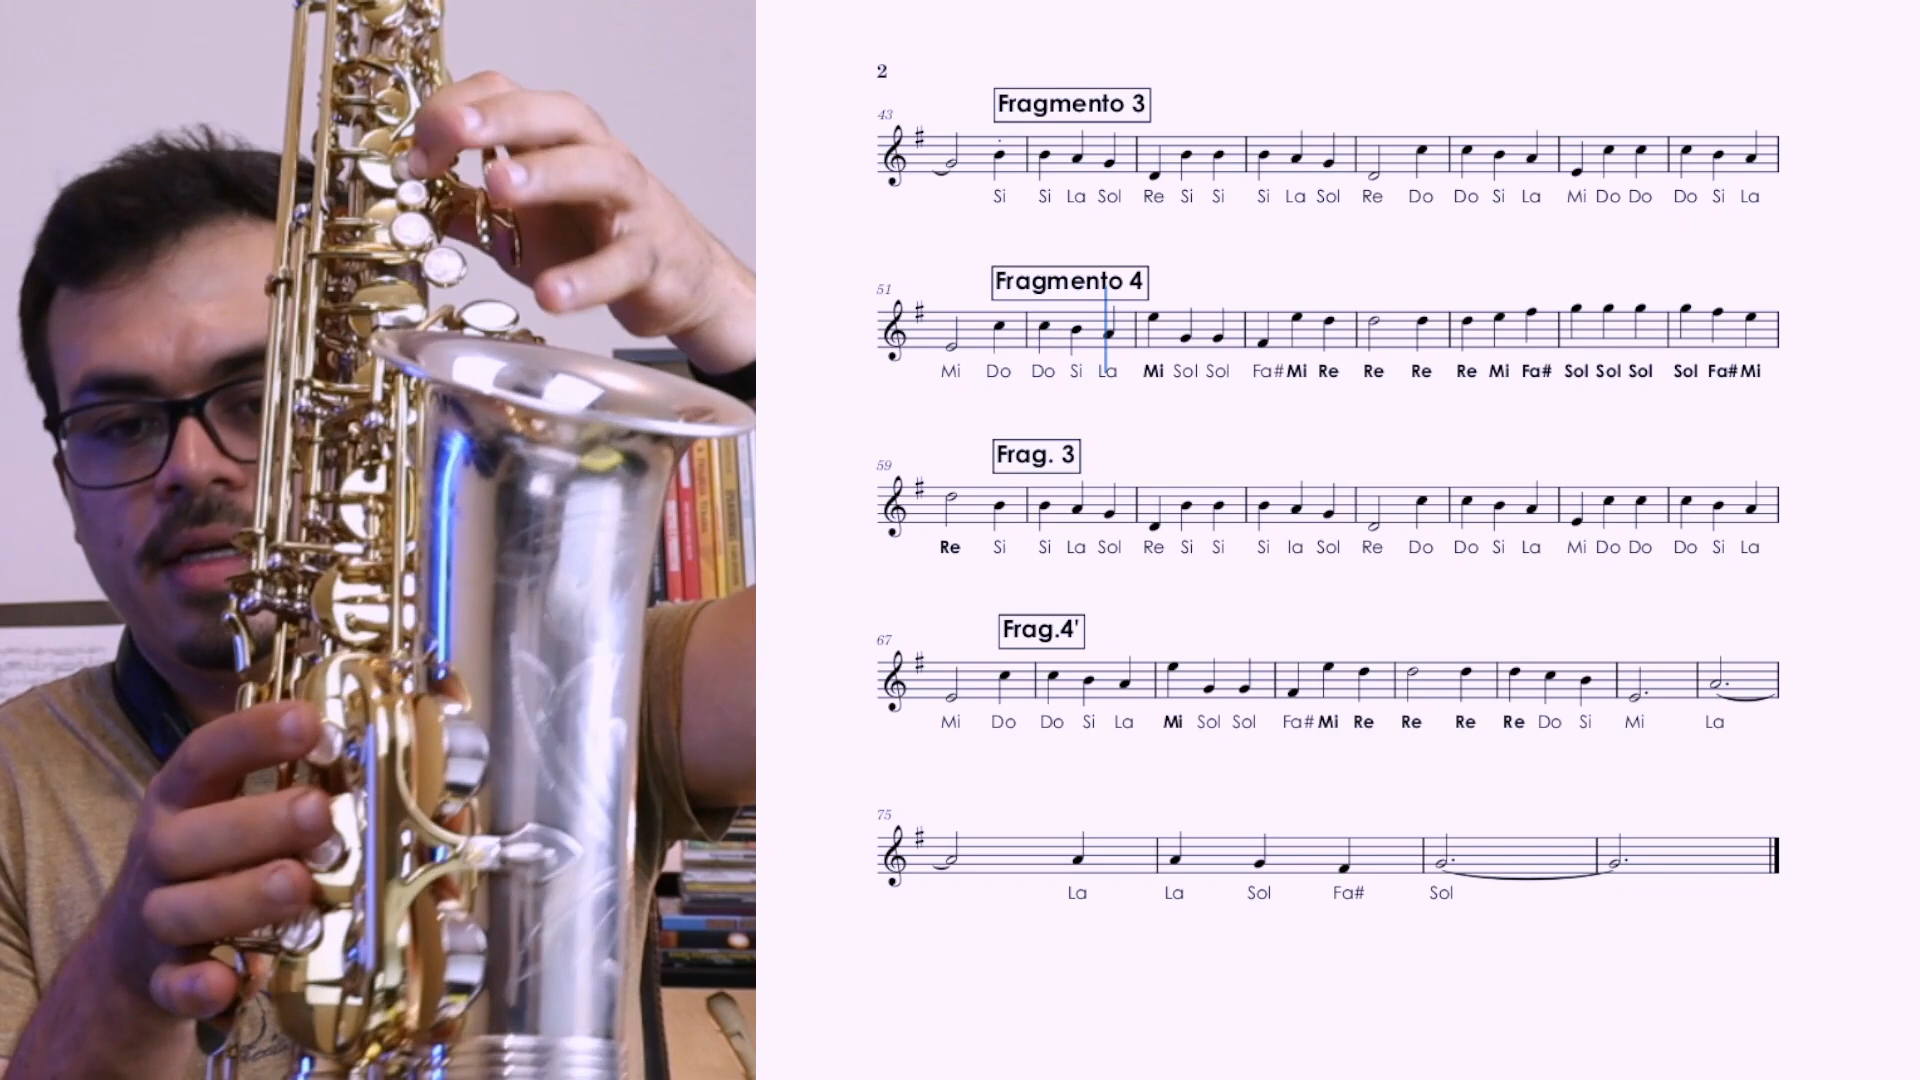 2
Fragmento 3
43
Si Si La Sol Re Si Si Si La Sol Re Do Do Si La Mi Do Do Do Si La
Fragmento 4
51
Mi Do Do Si La Mi Sol Sol Fa# Mi Re Re Re Re Mi Fa# Sol Sol Sol Sol Fa# Mi
Frag. 3
59
Re Si Si La Sol Re Si Si Si la Sol Re Do Do Si La Mi Do Do Do Si La
Frag.4'
67
Mi Do Do Si La Mi Sol Sol Fa# Mi Re Re Re Re Do Si Mi La
75
La La Sol Fa# Sol